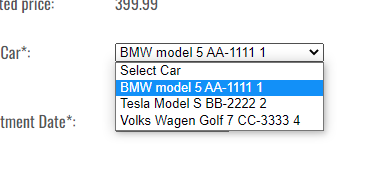 ted price: 399.99
Car*: BMW model 5 AA-1111 1
Select Car
BMW model 5 AA-1111 1
Tesla Model S BB-2222 2
Volks Wagen Golf 7 CC-3333 4
tment Date*: